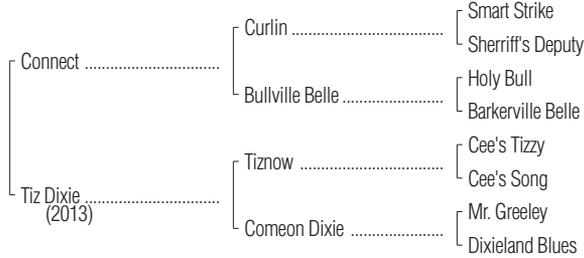 Smart Strike
Curlin ........................................
Sherriff's Deputy
Connect ...................................
Holy Bull
Bullville Belle ..........................
Barkerville Belle
Cee's Tizzy
Tiznow .....................................
Cee's Song
Tiz Dixie ...................................
(2013)
Mr. Greeley
Comeon Dixie ........................
Dixieland Blues